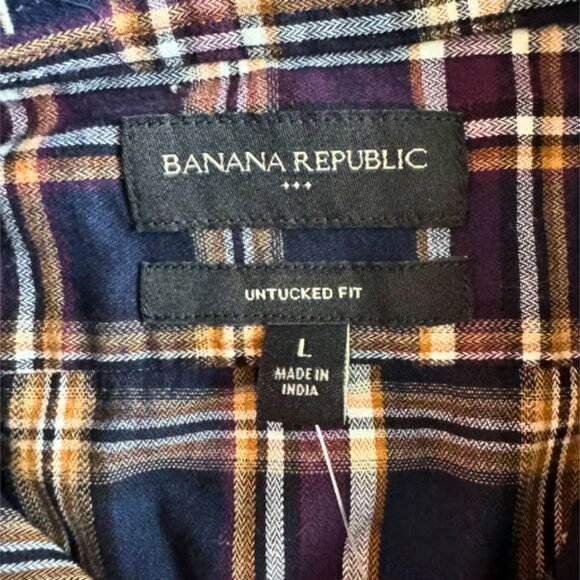 BANANA REPUBLIC
UNTUCKED FIT
L
MADE IN
INDIA